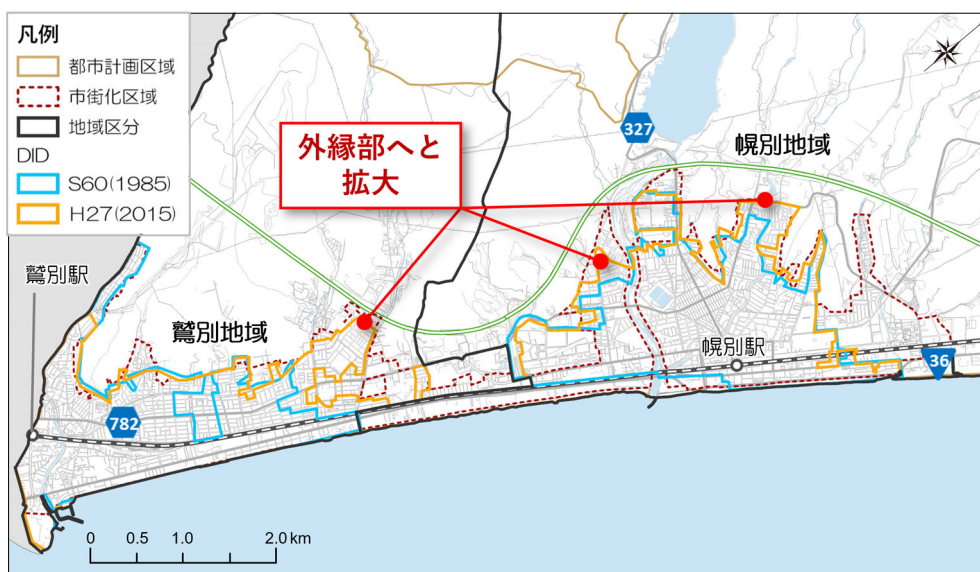 凡例
都市計画区域
市街化区域
地域区分
DID
S60(1985)
H27(2015)
外縁部へと
拡大
327
幌別地域
鷲別駅
鷲別地域
幌別駅
36
782
0 0.5 1.0 2.0 km